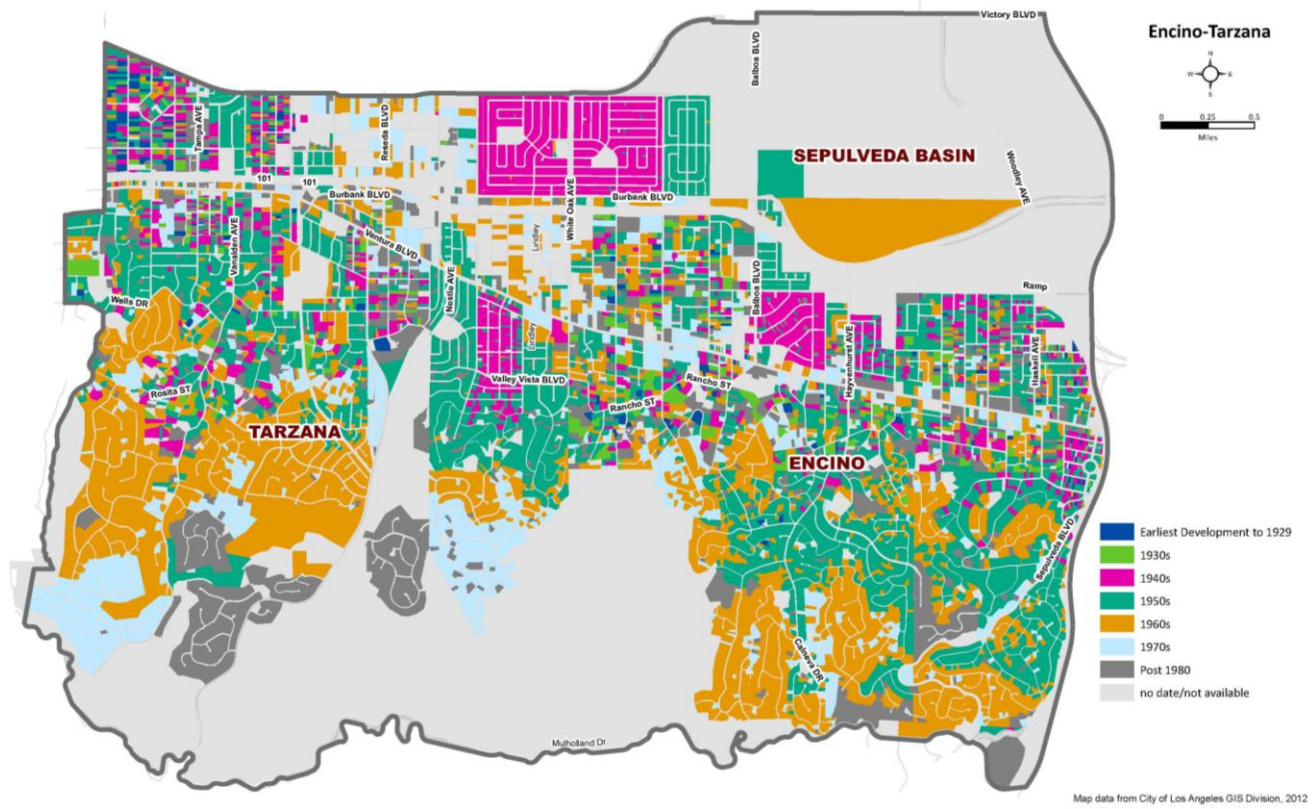 Victory BLVD
Encino-Tarzana
N
W E
S
0 0.25 0.5
Miles
Balboa BLVD
Tampa AVE
Reseda BLVD
SEPULVEDA BASIN
Woodley AVE
101
101
Burbank BLVD
White Oak AVE
Burbank BLVD
Vanalden AVE
Ventura BLVD
Lindley
Nestle AVE
Balboa BLVD
Ramp
Wells DR
Lindley
Hayvenhurst AVE
Haskell AVE
Valley Vista BLVD
Rancho ST
Rosita ST
Rancho ST
TARZANA
ENCINO
Sepulveda BLVD
Calneva DR
Mulholland Dr
Earliest Development to 1929
1930s
1940s
1950s
1960s
1970s
Post 1980
no date/not available
Map data from City of Los Angeles GIS Division, 2012